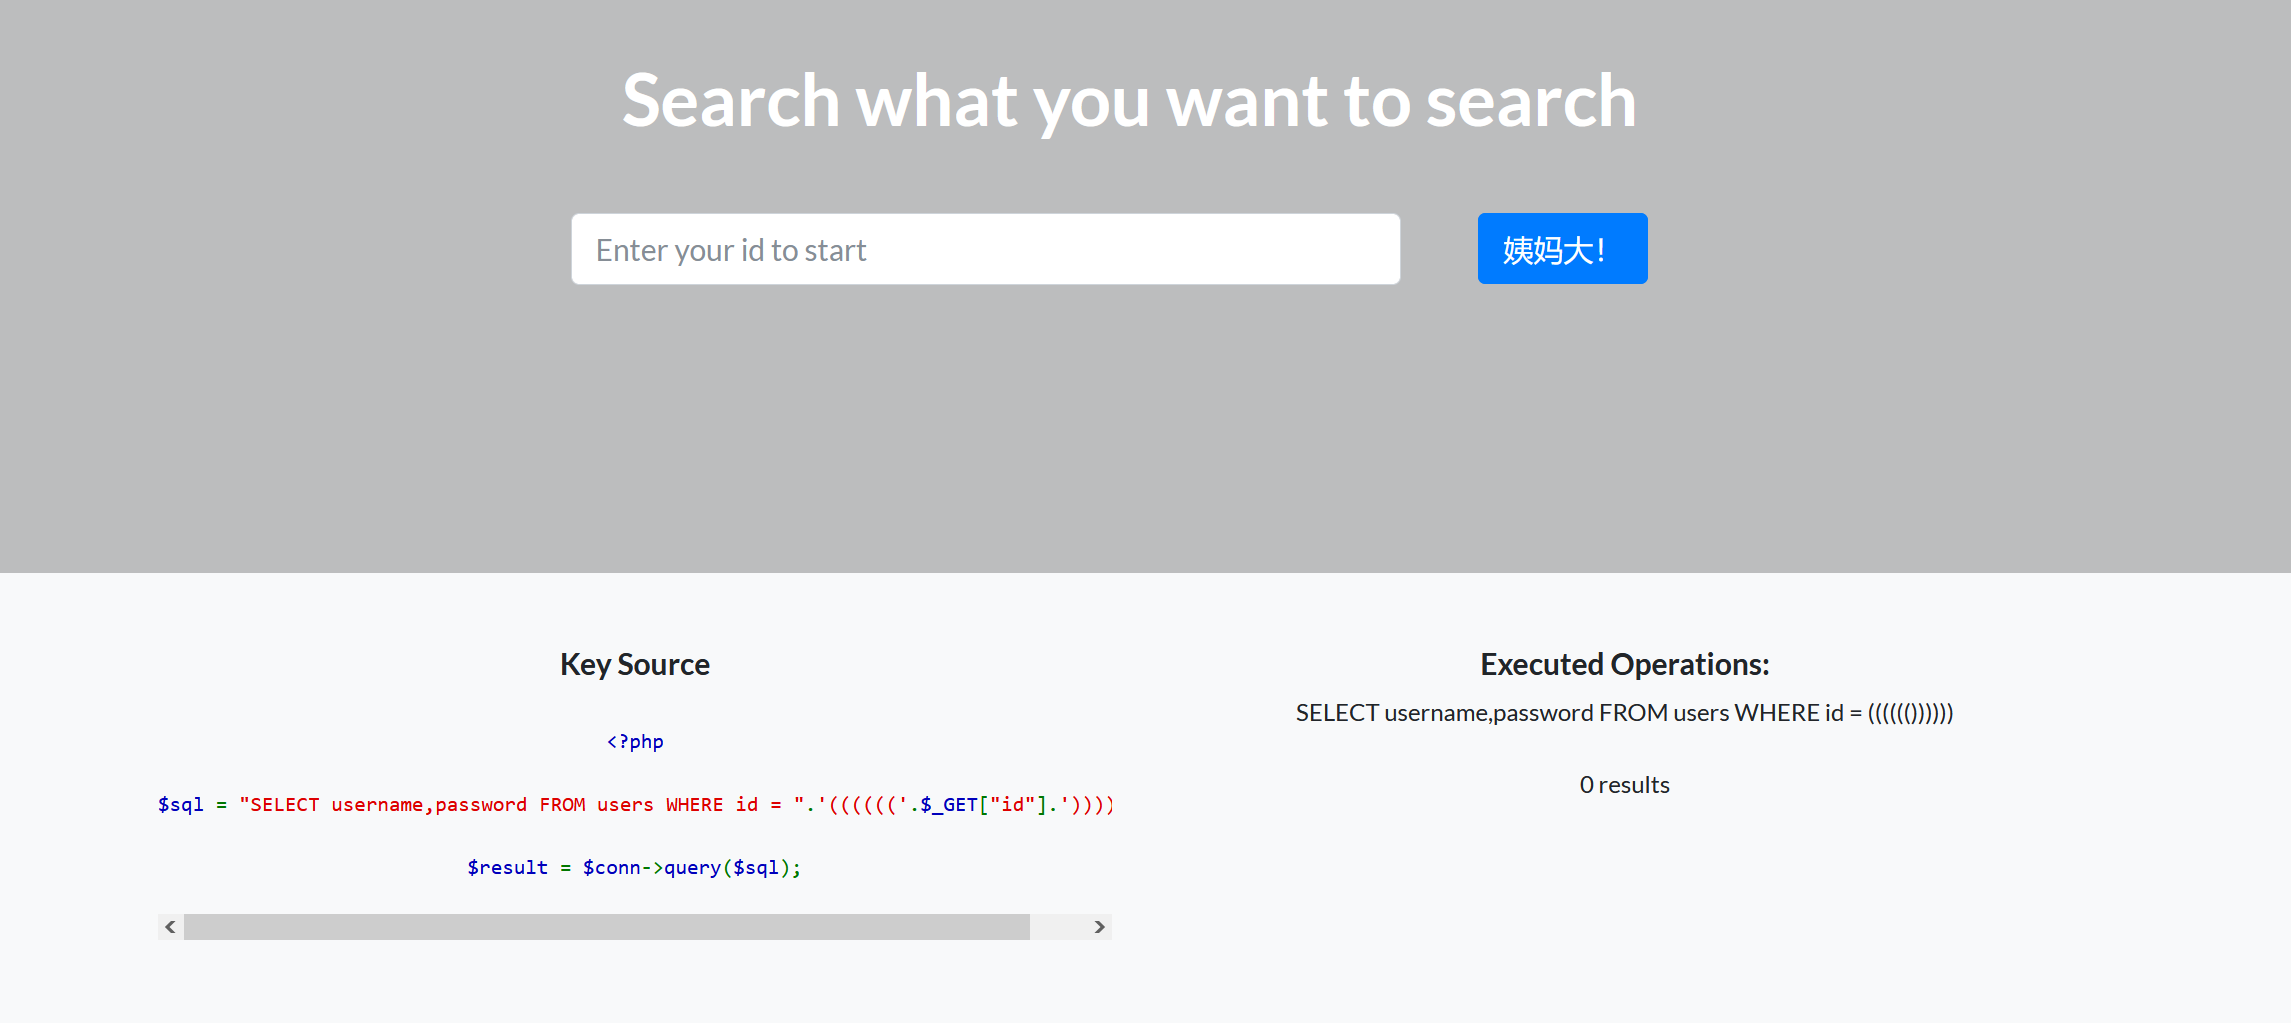 Search what you want to search
Enter your id to start
姨妈大！
Key Source
<?php
$sql = "SELECT username,password FROM users WHERE id = ".'(((((('.$_GET["id"].'))))
$result = $conn->query($sql);
Executed Operations:
SELECT username,password FROM users WHERE id = (((((())))))
0 results